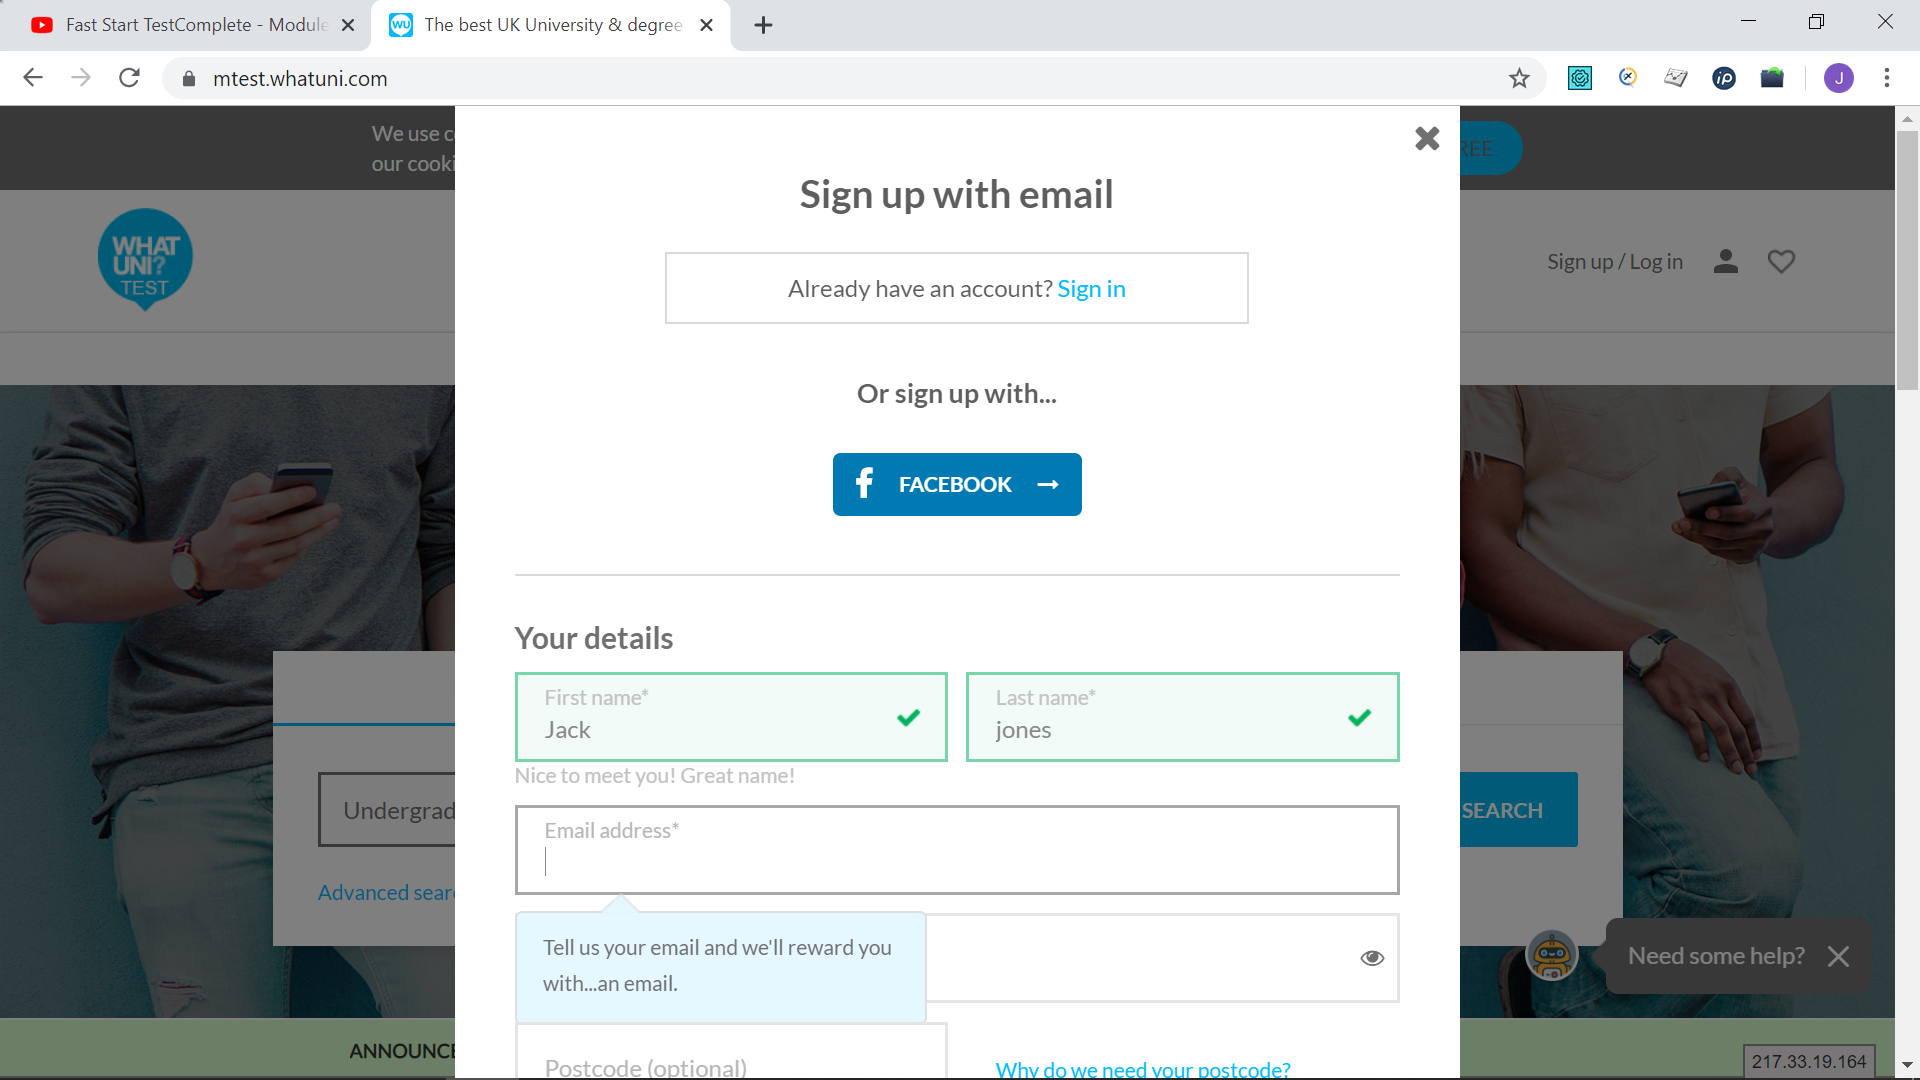 Fast Start TestComplete - Module
The best UK University & degree
mtest.whatuni.com
J
We use c
our cooki
REE
Sign up with email
WHAT
UNI?
TEST
Sign up / Log in
Already have an account? Sign in
Or sign up with...
FACEBOOK
Your details
First name*
Jack
Last name*
jones
Nice to meet you! Great name!
Undergrad
SEARCH
Email address*
Advanced sear
Tell us your email and we'll reward you
with...an email.
Need some help?
ANNOUNCE
Postcode (optional)
Why do we need your postcode?
217.33.19.164